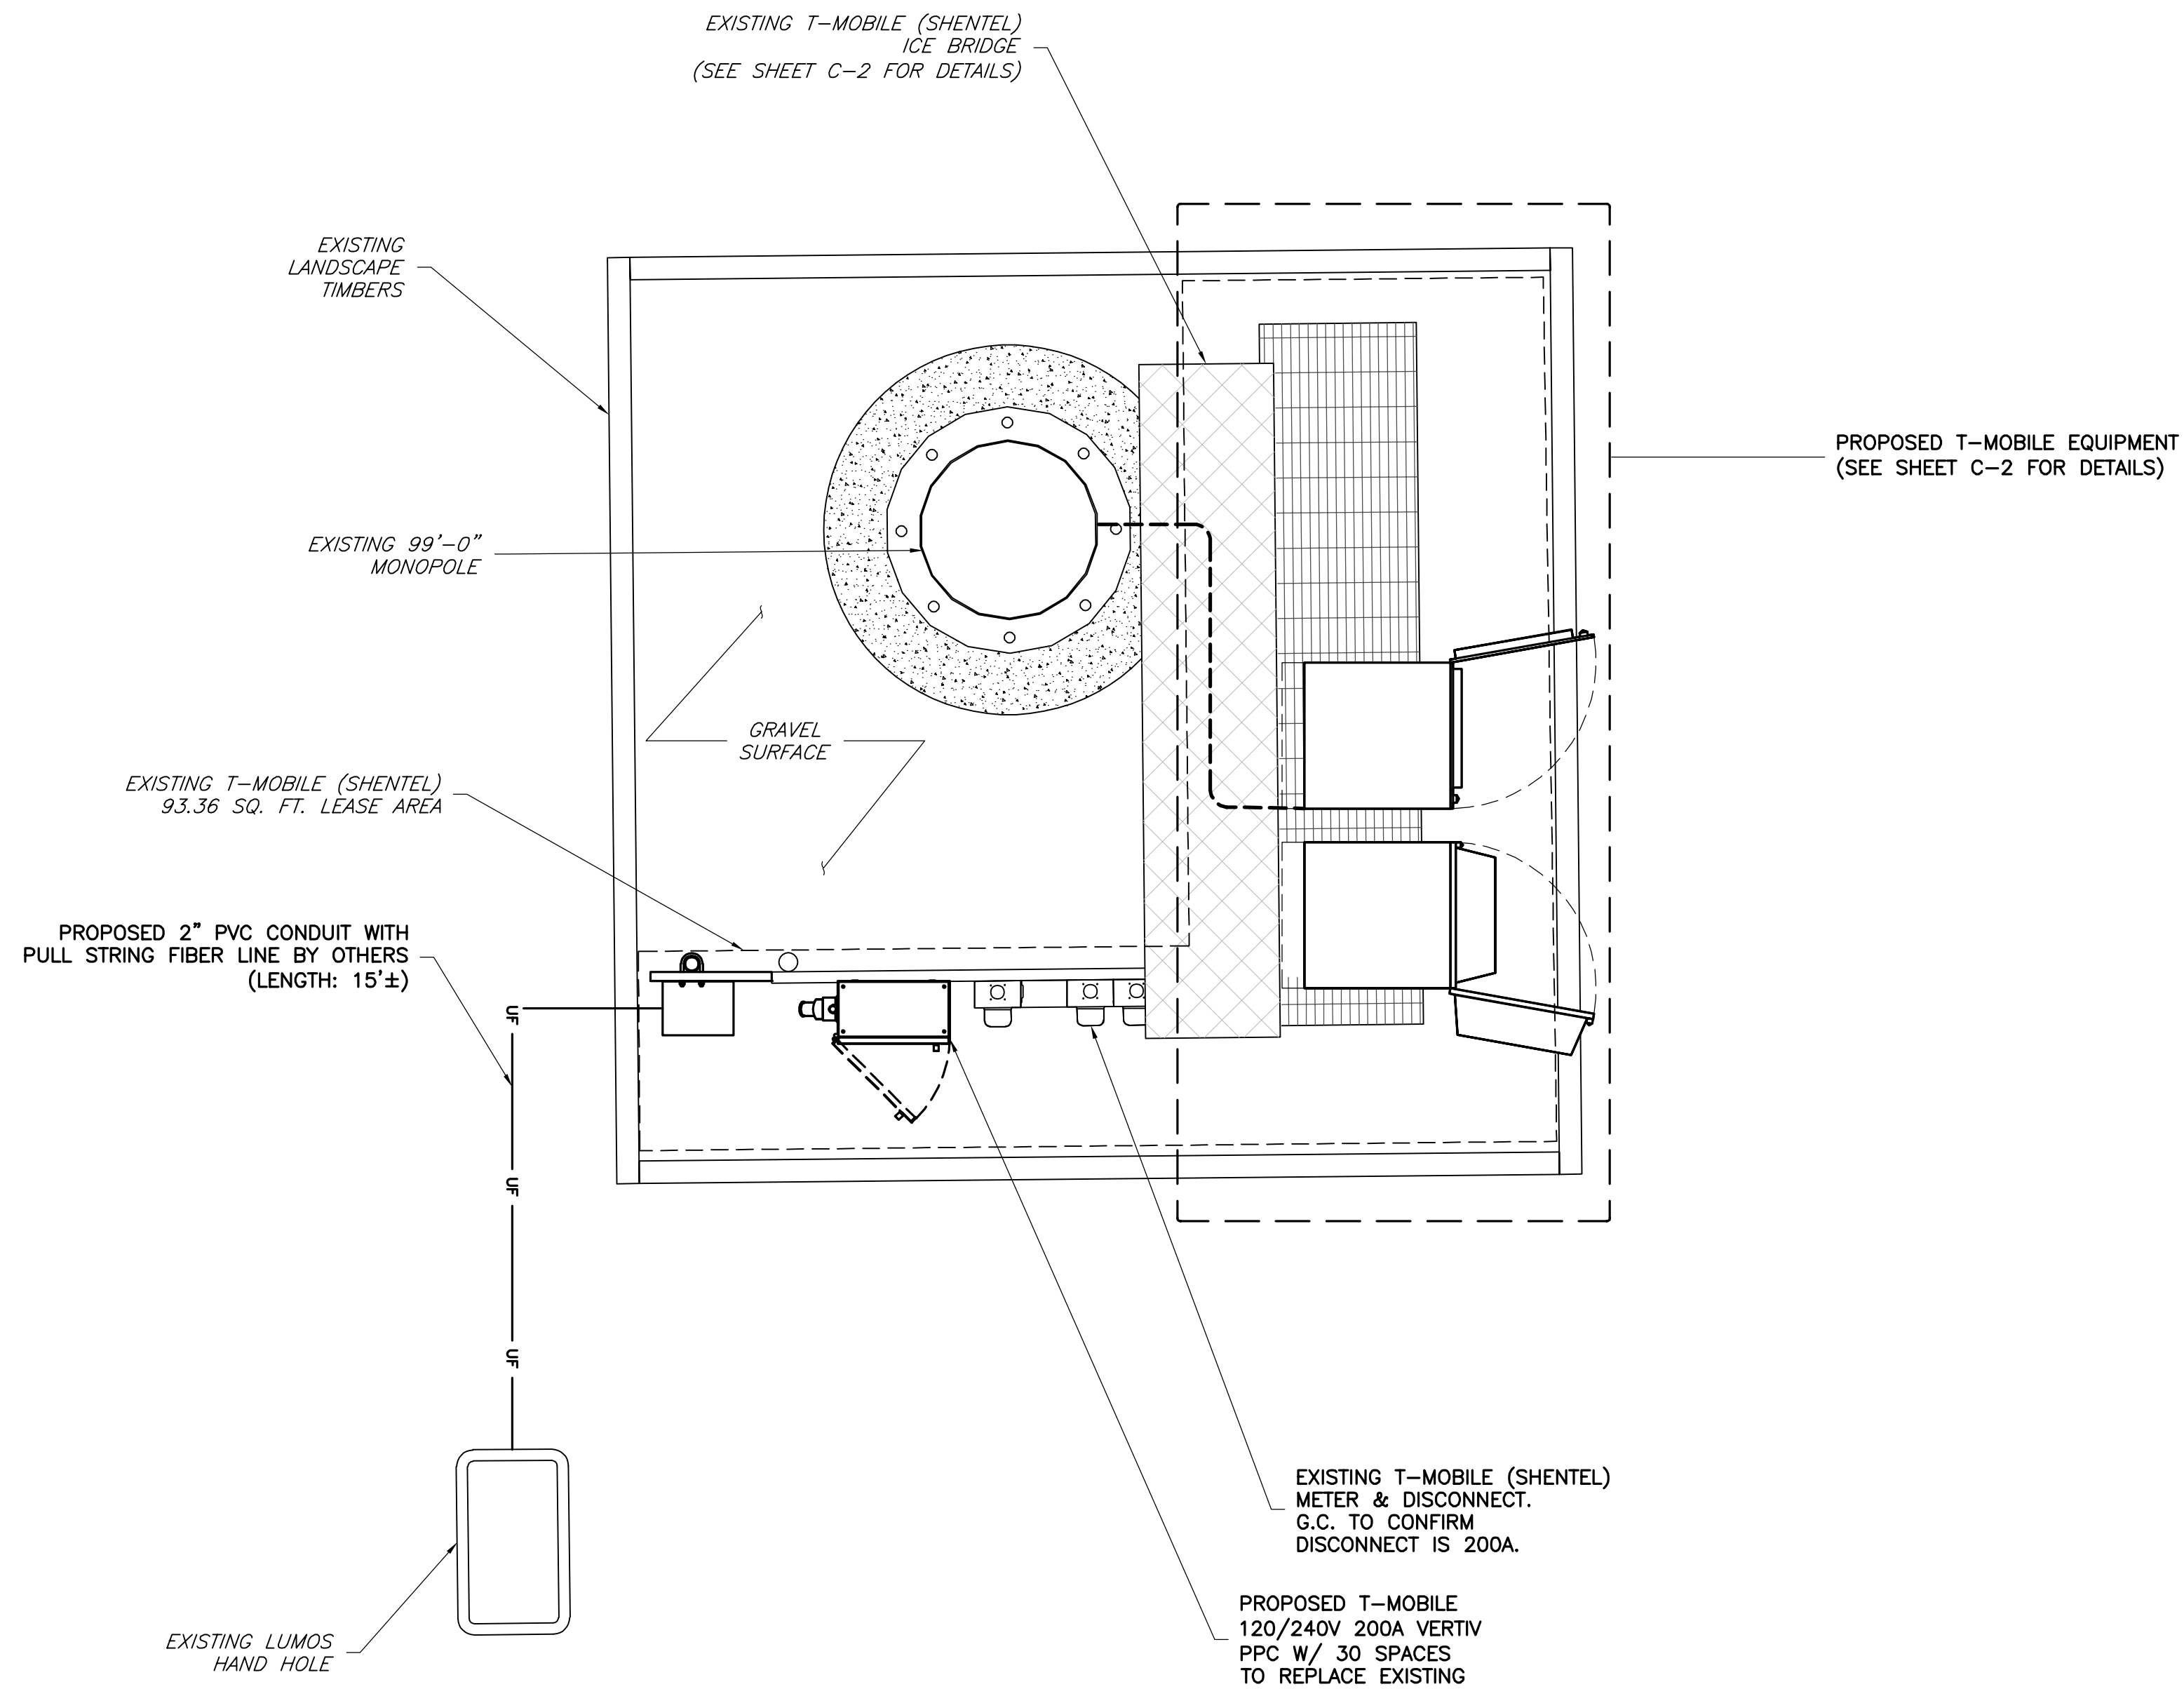 EXISTING T-MOBILE (SHENTEL)
ICE BRIDGE
(SEE SHEET C-2 FOR DETAILS)
EXISTING
LANDSCAPE
TIMBERS
PROPOSED T-MOBILE EQUIPMENT
(SEE SHEET C-2 FOR DETAILS)
EXISTING 99'-0"
MONOPOLE
GRAVEL
SURFACE
EXISTING T-MOBILE (SHENTEL)
93.36 SQ. FT. LEASE AREA
PROPOSED 2" PVC CONDUIT WITH
PULL STRING FIBER LINE BY OTHERS
(LENGTH: 15'±)
UF
UF
UF
EXISTING T-MOBILE (SHENTEL)
METER & DISCONNECT.
G.C. TO CONFIRM
DISCONNECT IS 200A.
PROPOSED T-MOBILE
120/240V 200A VERTIV
PPC W/ 30 SPACES
TO REPLACE EXISTING
EXISTING LUMOS
HAND HOLE